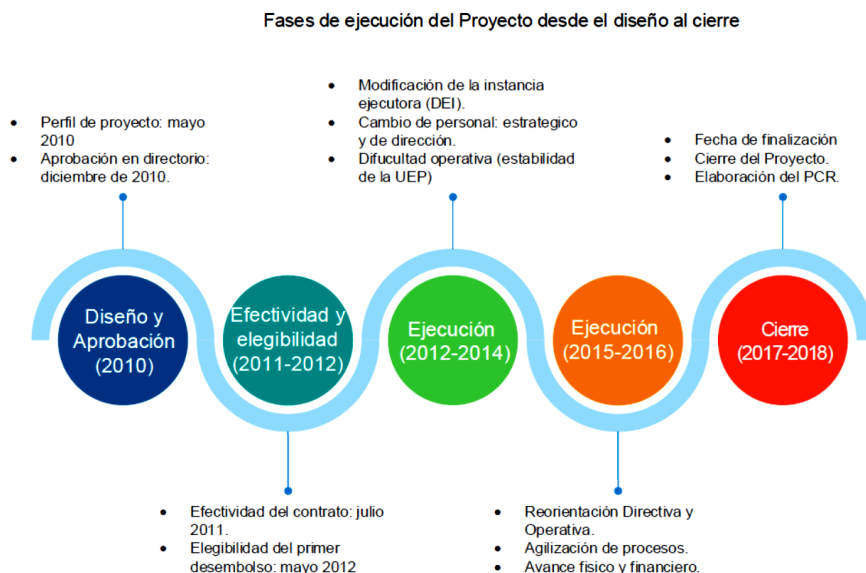 Fases de ejecución del Proyecto desde el diseño al cierre
Perfil de proyecto: mayo
2010
Aprobación en directorio:
diciembre de 2010.
Modificación de la instancia
ejecutora (DEI).
Cambio de personal: estrategico
y de dirección.
Difucultad operativa (estabilidad
de la UEP)
Fecha de finalización
Cierre del Proyecto.
Elaboración del PCR.
Diseño y
Aprobación
(2010)
Efectividad y
elegibilidad
(2011-2012)
Ejecución
(2012-2014)
Ejecución
(2015-2016)
Cierre
(2017-2018)
Efectividad del contrato: julio
2011.
Elegibilidad del primer
desembolso: mayo 2012
Reorientación Directiva y
Operativa.
Agilización de procesos.
Avance fisico y financiero.